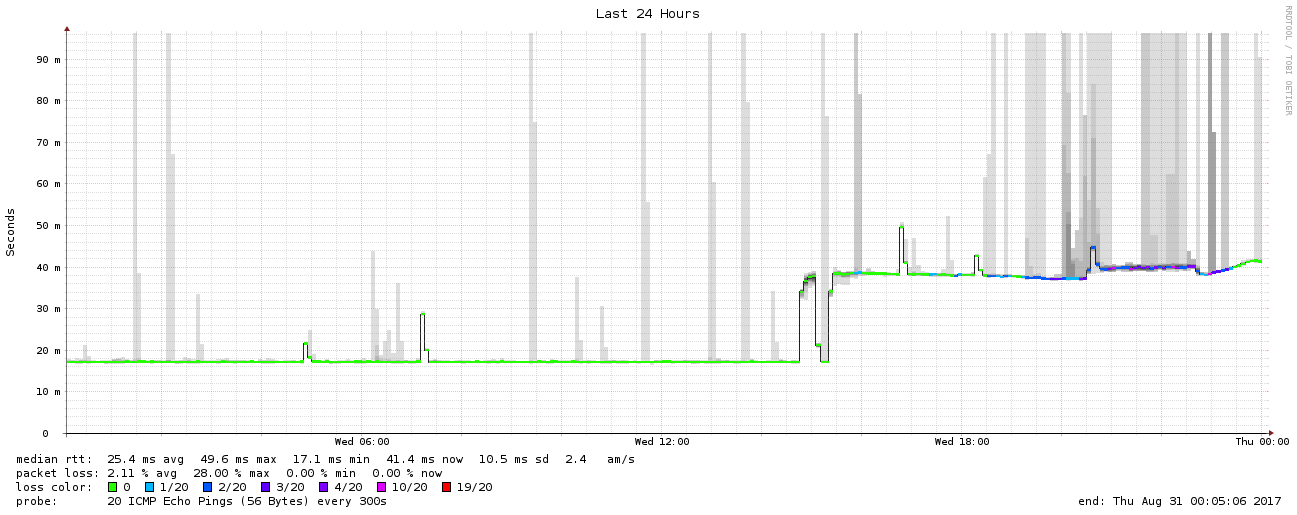 Last 24 Hours
RRDTOOL / TOBI OETIKER
Seconds
90 m
80 m
70 m
60 m
50 m
40 m
30 m
20 m
10 m
0
Wed 06:00 Wed 12:00 Wed 18:00 Thu 00:00
median rtt: 25.4 ms avg 49.6 ms max 17.1 ms min 41.4 ms now 10.5 ms sd 2.4 am/s
packet loss: 2.11 % avg 28.00 % max 0.00 % min 0.00 % now
loss color: 0 1/20 2/20 3/20 4/20 10/20 19/20
probe: 20 ICMP Echo Pings (56 Bytes) every 300s end: Thu Aug 31 00:05:06 2017